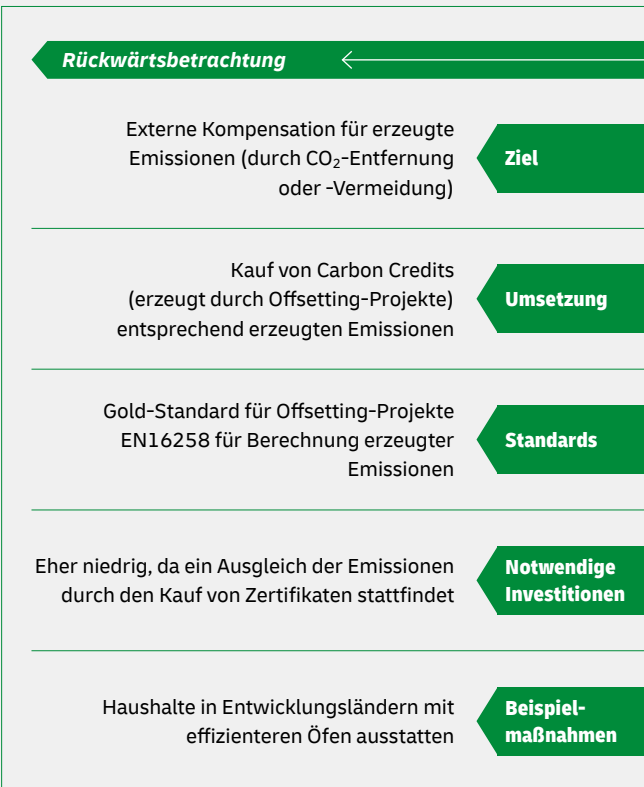 Rückwärtsbetrachtung
Externe Kompensation für erzeugte
Emissionen (durch CO₂-Entfernung
oder -Vermeidung)
Ziel
Kauf von Carbon Credits
(erzeugt durch Offsetting-Projekte)
entsprechend erzeugten Emissionen
Umsetzung
Gold-Standard für Offsetting-Projekte
EN16258 für Berechnung erzeugter
Emissionen
Standards
Eher niedrig, da ein Ausgleich der Emissionen
durch den Kauf von Zertifikaten stattfindet
Notwendige
Investitionen
Haushalte in Entwicklungsländern mit
effizienteren Öfen ausstatten
Beispiel-
maßnahmen